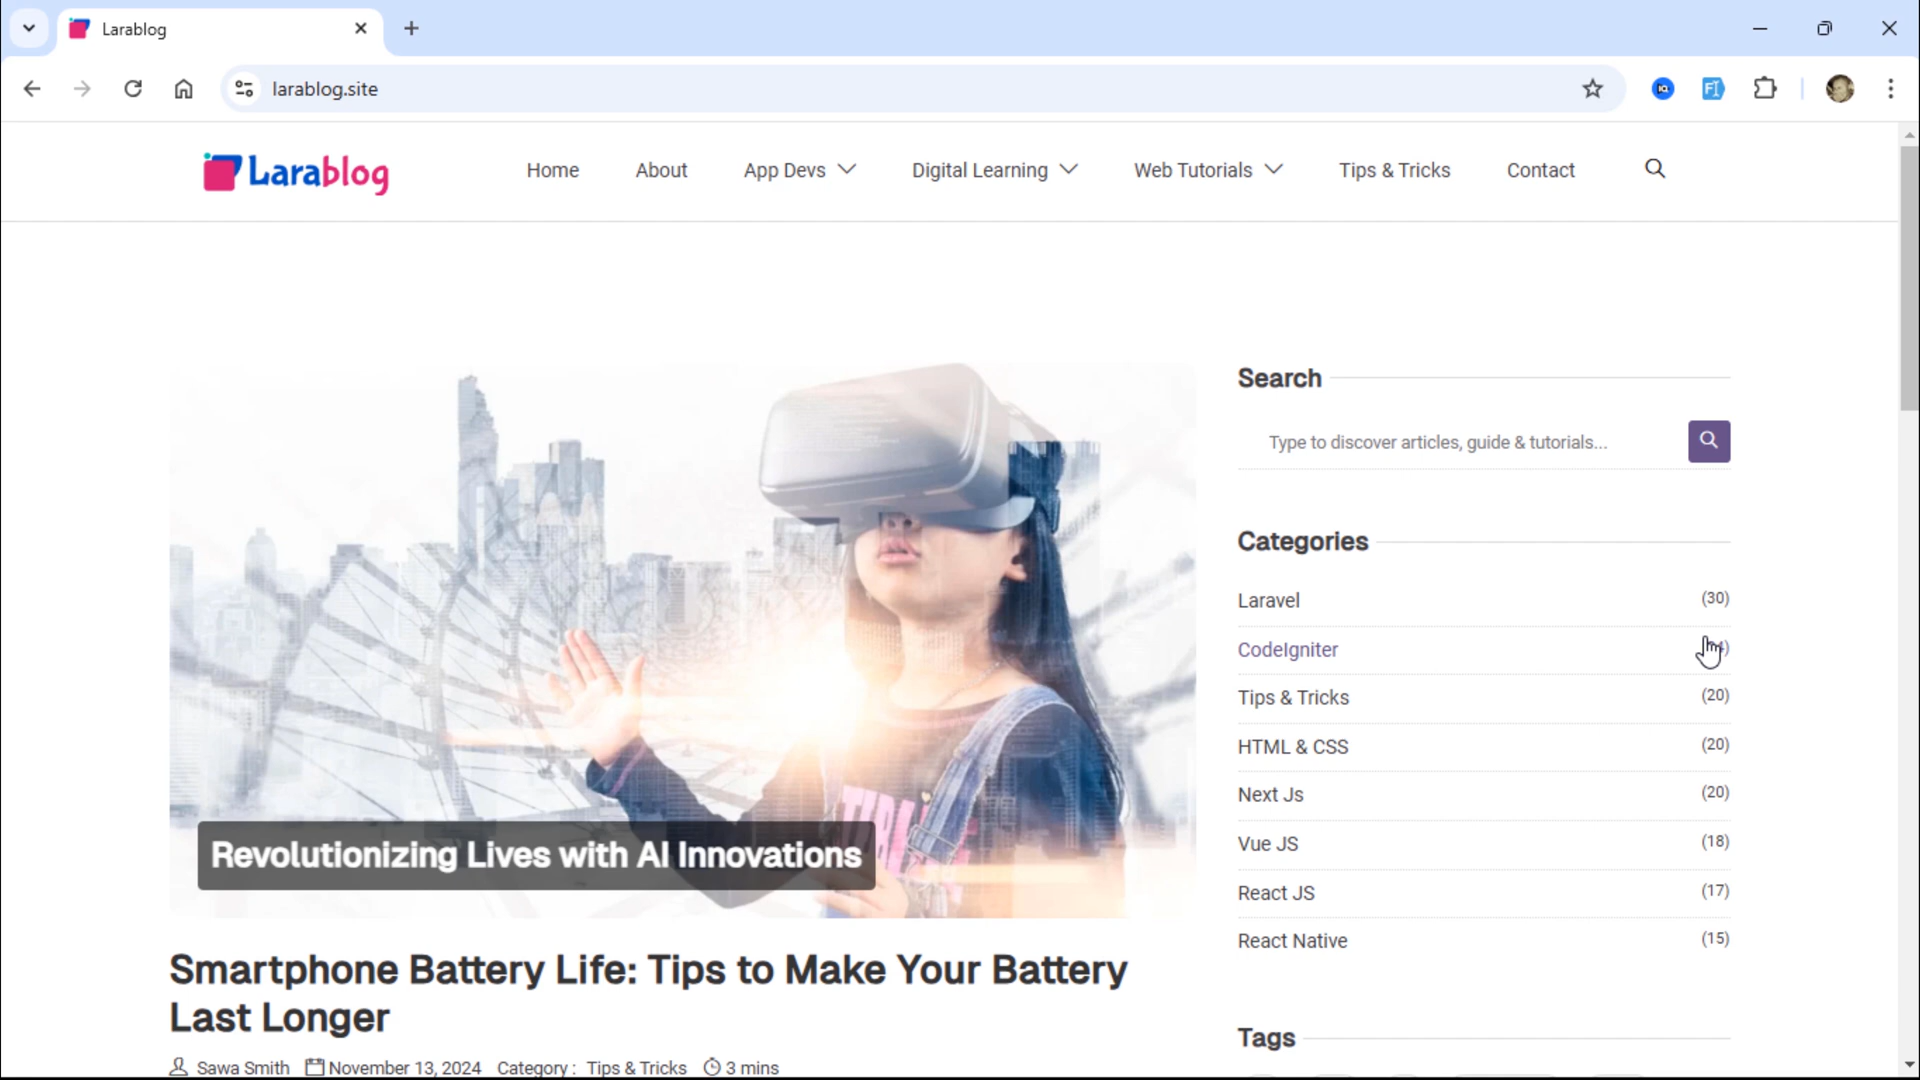 Larablog
larablog.site
Larablog
Home About App Devs Digital Learning Web Tutorials Tips & Tricks Contact
Revolutionizing Lives with AI Innovations
Smartphone Battery Life: Tips to Make Your Battery
Last Longer
Sawa Smith November 13, 2024 Category : Tips & Tricks 3 mins
Search
Type to discover articles, guide & tutorials...
Categories
Laravel (30)
CodeIgniter
Tips & Tricks (20)
HTML & CSS (20)
Next Js (20)
Vue JS (18)
React JS (17)
React Native (15)
Tags